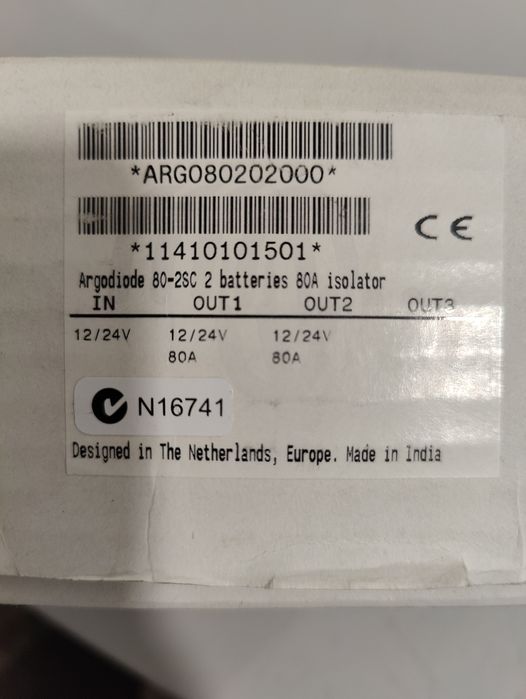 *ARG080202000*
*11410101501*
CE
Argodiode 80-2SC 2 batteries 80A isolator
IN OUT1 OUT2 OUT3
12/24V 12/24V 12/24V
80A 80A
N16741
Designed in The Netherlands, Europe. Made in India